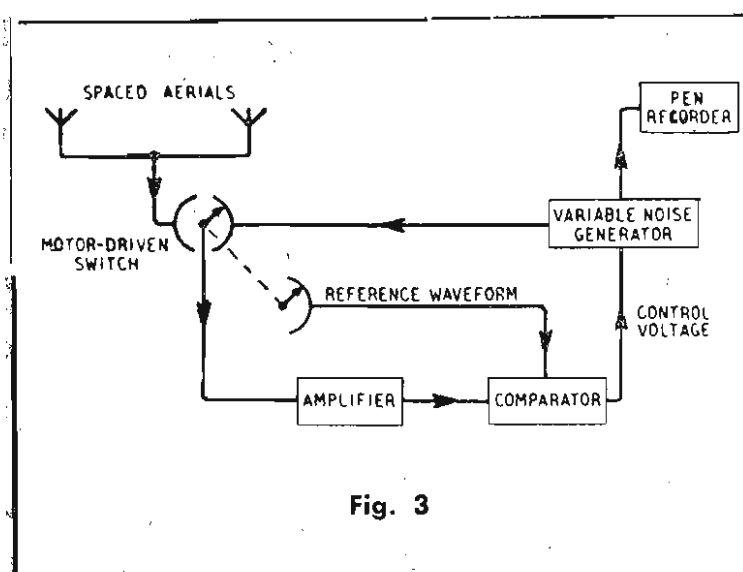 SPACED AERIALS
PEN
RECORDER
MOTOR-DRIVEN
SWITCH
VARIABLE NOISE
GENERATOR
REFERENCE WAVEFORM
CONTROL
VOLTAGE
AMPLIFIER
COMPARATOR
Fig. 3